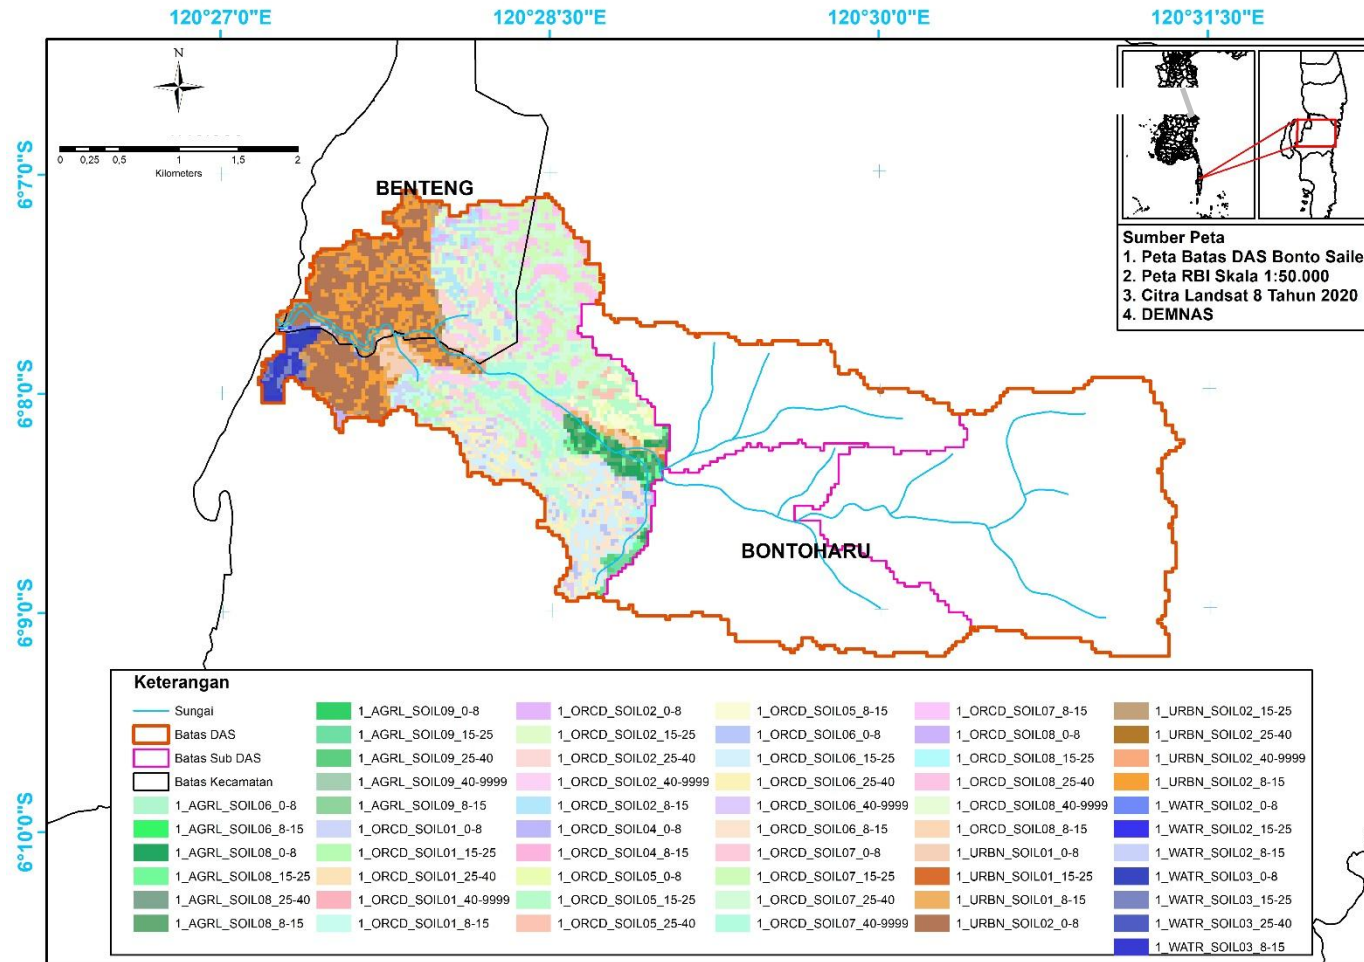 120°27'0"E 120°28'30"E 120°30'0"E 120°31'30"E
N
0 0,25 0,5 1 1,5 2
Kilometers
6°7'0"S
6°8'0"S
6°9'0"S
6°10'0"S
BENTENG
BONTOHARU
Sumber Peta
1. Peta Batas DAS Bonto Saile
2. Peta RBI Skala 1:50.000
3. Citra Landsat 8 Tahun 2020
4. DEMNAS
Keterangan
Sungai
Batas DAS
Batas Sub DAS
Batas Kecamatan
1_AGRL_SOIL06_0-8
1_AGRL_SOIL06_8-15
1_AGRL_SOIL08_0-8
1_AGRL_SOIL08_15-25
1_AGRL_SOIL08_25-40
1_AGRL_SOIL08_8-15
1_AGRL_SOIL09_0-8
1_AGRL_SOIL09_15-25
1_AGRL_SOIL09_25-40
1_AGRL_SOIL09_40-9999
1_AGRL_SOIL09_8-15
1_ORCD_SOIL01_0-8
1_ORCD_SOIL01_15-25
1_ORCD_SOIL01_25-40
1_ORCD_SOIL01_40-9999
1_ORCD_SOIL01_8-15
1_ORCD_SOIL02_0-8
1_ORCD_SOIL02_15-25
1_ORCD_SOIL02_25-40
1_ORCD_SOIL02_40-9999
1_ORCD_SOIL02_8-15
1_ORCD_SOIL04_0-8
1_ORCD_SOIL04_8-15
1_ORCD_SOIL05_0-8
1_ORCD_SOIL05_15-25
1_ORCD_SOIL05_25-40
1_ORCD_SOIL05_8-15
1_ORCD_SOIL06_0-8
1_ORCD_SOIL06_15-25
1_ORCD_SOIL06_25-40
1_ORCD_SOIL06_40-9999
1_ORCD_SOIL06_8-15
1_ORCD_SOIL07_0-8
1_ORCD_SOIL07_15-25
1_ORCD_SOIL07_25-40
1_ORCD_SOIL07_40-9999
1_ORCD_SOIL07_8-15
1_ORCD_SOIL08_0-8
1_ORCD_SOIL08_15-25
1_ORCD_SOIL08_25-40
1_ORCD_SOIL08_40-9999
1_ORCD_SOIL08_8-15
1_URBN_SOIL01_0-8
1_URBN_SOIL01_15-25
1_URBN_SOIL01_8-15
1_URBN_SOIL02_0-8
1_URBN_SOIL02_15-25
1_URBN_SOIL02_25-40
1_URBN_SOIL02_40-9999
1_URBN_SOIL02_8-15
1_WATR_SOIL02_0-8
1_WATR_SOIL02_15-25
1_WATR_SOIL02_8-15
1_WATR_SOIL03_0-8
1_WATR_SOIL03_15-25
1_WATR_SOIL03_25-40
1_WATR_SOIL03_8-15